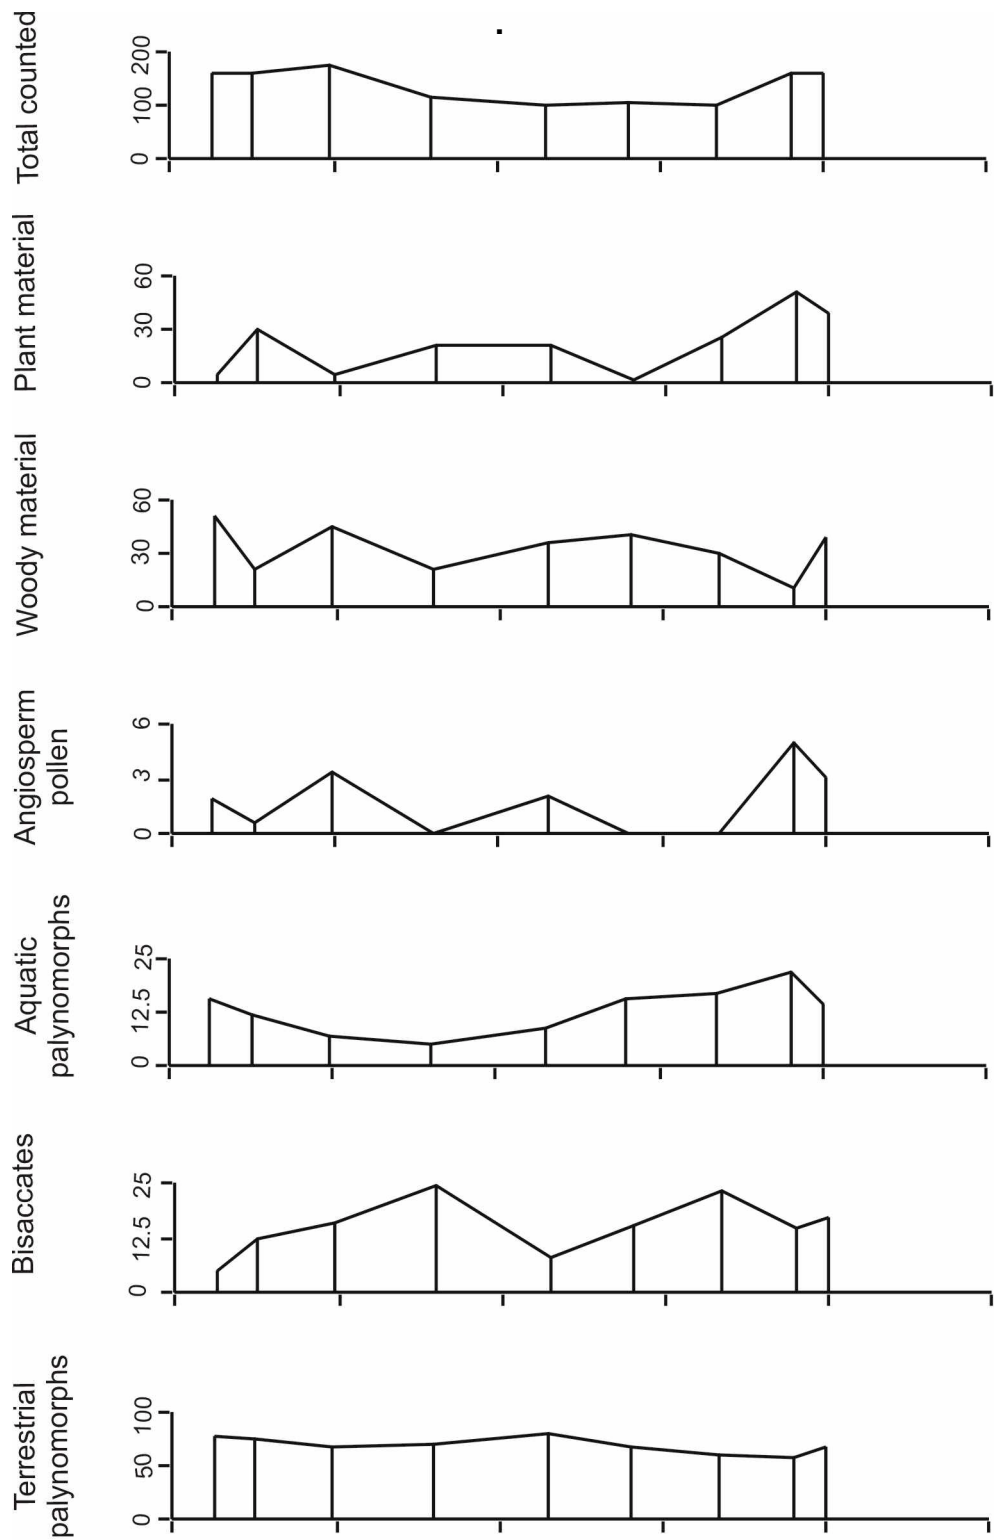 Total counted
200
100
0
Plant material
60
30
0
Woody material
60
30
0
Angiosperm
pollen
6
3
0
Aquatic
palynomorphs
25
12.5
0
Bisaccates
25
12.5
0
Terrestrial
palynomorphs
100
50
0